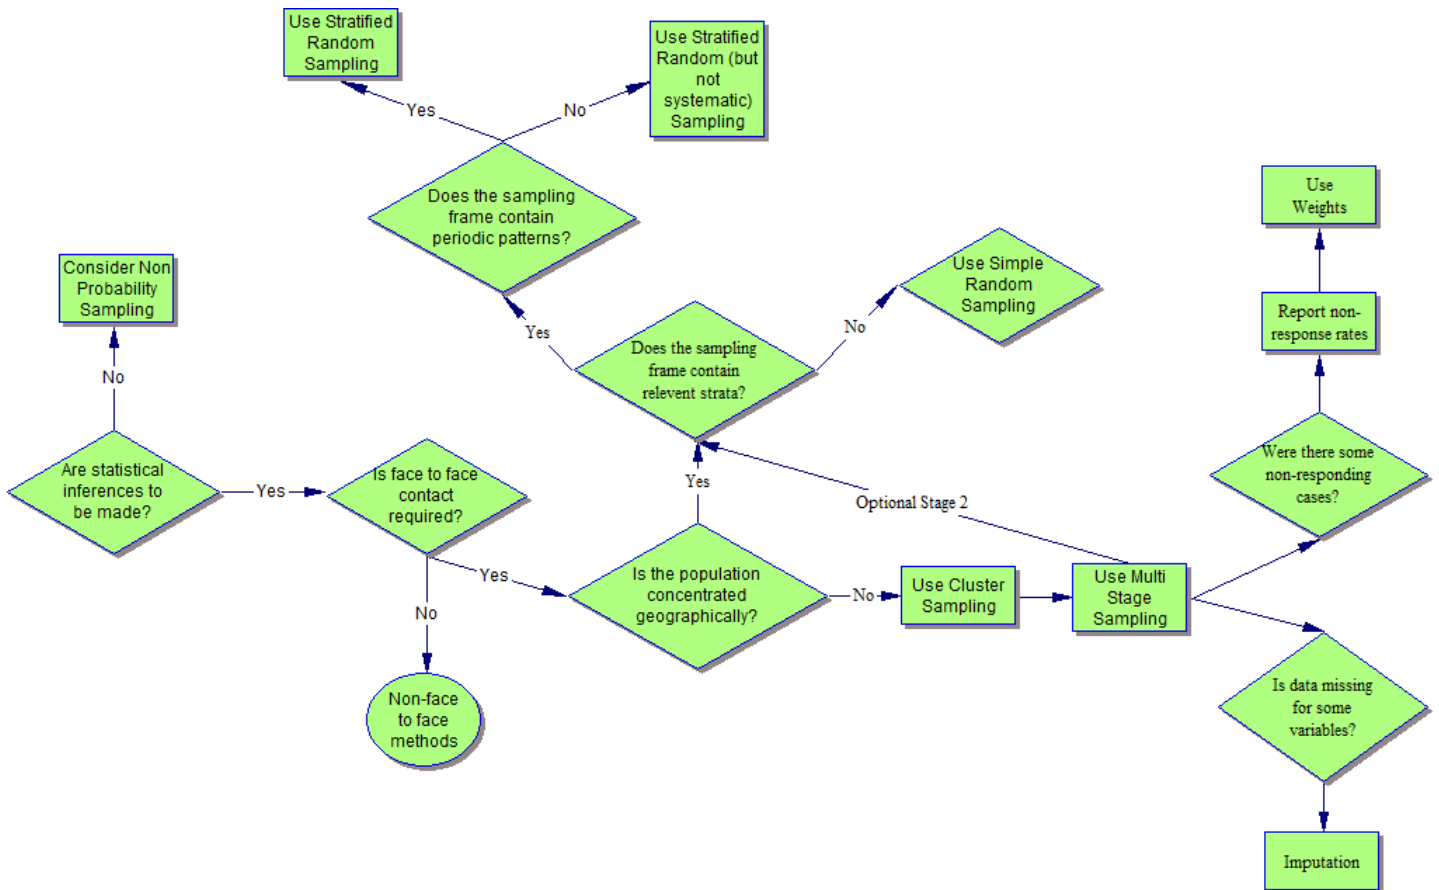 Use Stratified
Random
Sampling
Use Stratified
Random (but
not
systematic)
Sampling
Yes
No
Does the sampling
frame contain
periodic patterns?
Use
Weights
Consider Non
Probability
Sampling
Use Simple
Random
Sampling
Report non-
response rates
No
Yes
No
Does the sampling
frame contain
relevent strata?
Are statistical
inferences to
be made?
Yes
Is face to face
contact
required?
Yes
Optional Stage 2
Were there some
non-responding
cases?
Yes
No
Is the population
concentrated
geographically?
No
Use Cluster
Sampling
Use Multi
Stage
Sampling
Non-face
to face
methods
Is data missing
for some
variables?
Imputation